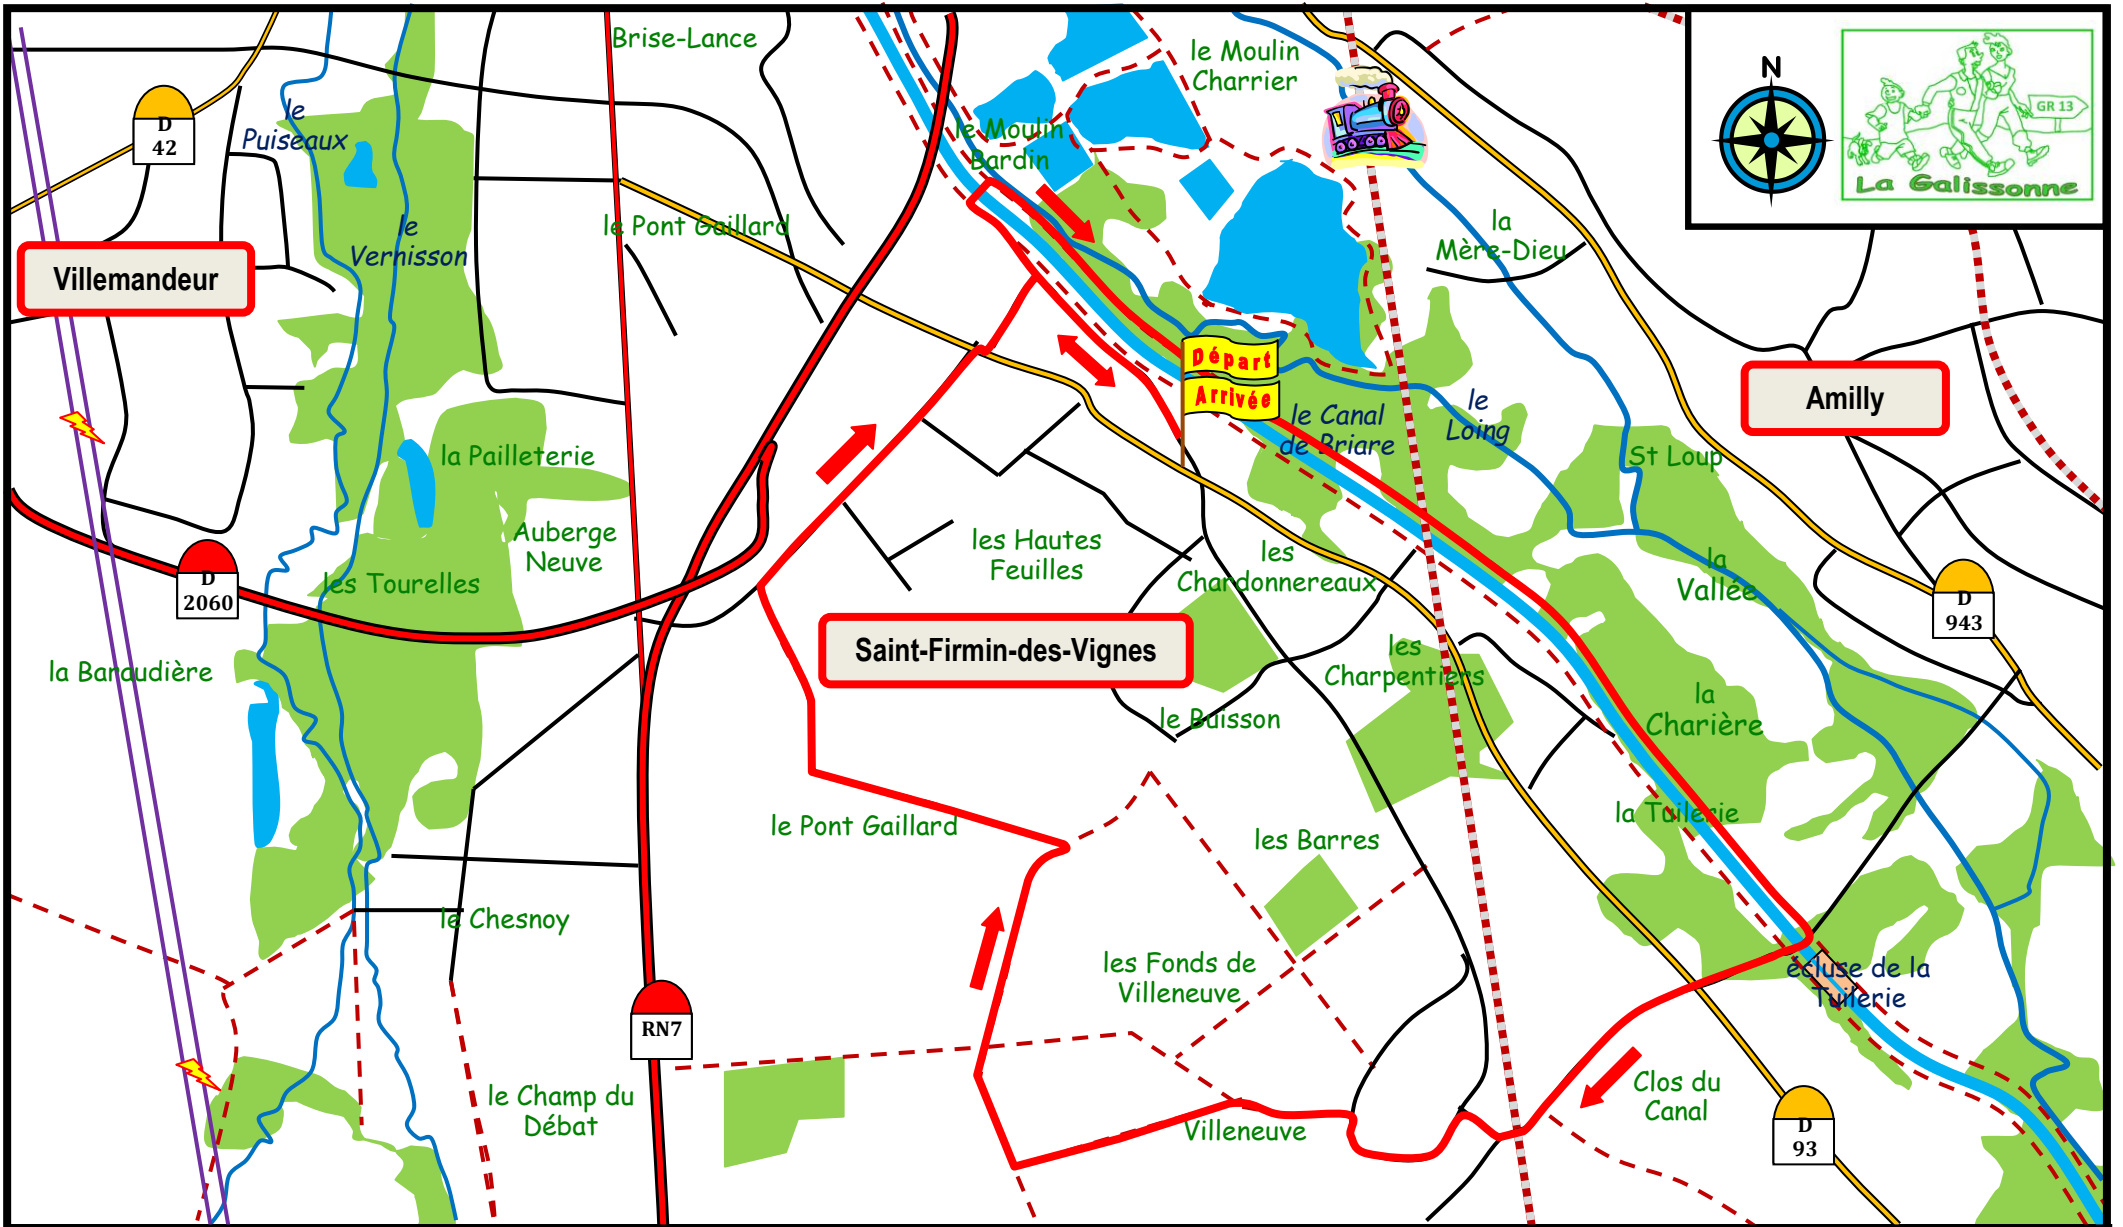 Brise-Lance
le Moulin
Charrier
N
GR 13
La Galissonne
D
42
le
Puiseaux
le Moulin
Bardin
le
Vernisson
le Pont Gaillard
la
Mère-Dieu
Villemandeur
Départ
Arrivée
Amilly
le Canal
de Briare
le
Loing
la Pailleterie
St Loup
Auberge
Neuve
les Hautes
Feuilles
les
Chardonnereaux
la
Vallée
D
2060
les Tourelles
D
943
Saint-Firmin-des-Vignes
la Baraudière
les
Charpentiers
le Buisson
la
Charière
le Pont Gaillard
les Barres
la Tuilerie
le Chesnoy
les Fonds de
Villeneuve
écluse de la
Tuilerie
RN7
le Champ du
Débat
Clos du
Canal
Villeneuve
D
93